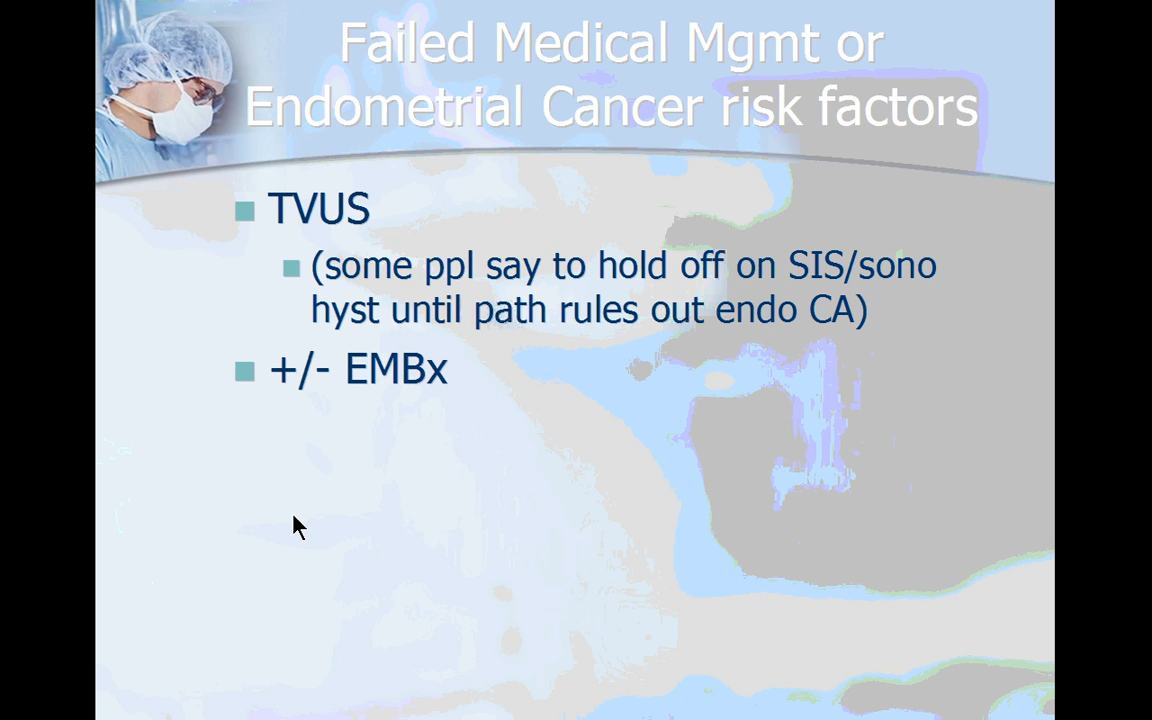 Failed Medical Mgmt or
Endometrial Cancer risk factors
TVUS
(some ppl say to hold off on SIS/sono
hyst until path rules out endo CA)
+/- EMBx